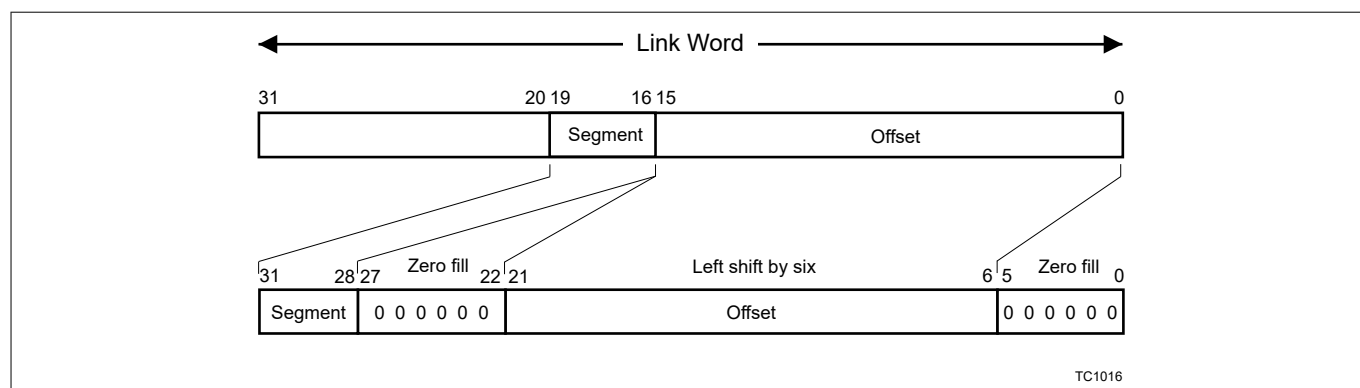 Link Word
31 20 19 16 15 0
Segment Offset
Zero fill Left shift by six Zero fill
31 28 27 22 21 6 5 0
Segment 0 0 0 0 0 0 Offset 0 0 0 0 0 0
TC1016